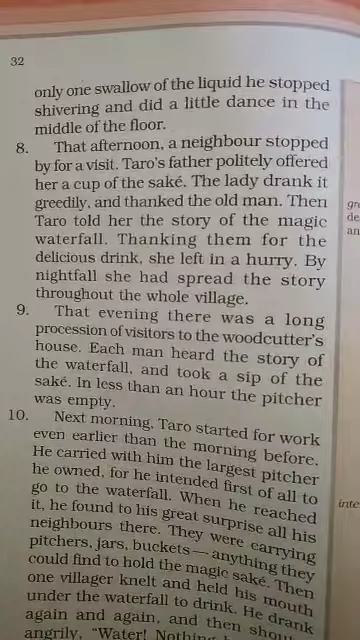 32
only one swallow of the liquid he stopped
shivering and did a little dance in the
middle of the floor.
8. That afternoon, a neighbour stopped
by for a visit. Taro's father politely offered
her a cup of the saké. The lady drank it
greedily, and thanked the old man. Then
Taro told her the story of the magic
waterfall. Thanking them for the
delicious drink, she left in a hurry. By
nightfall she had spread the story
throughout the whole village.
9. That evening there was a long
procession of visitors to the woodcutter's
house. Each man heard the story of
the waterfall, and took a sip of the
saké. In less than an hour the pitcher
was empty.
10. Next morning, Taro started for work
even earlier than the morning before.
He carried with him the largest pitcher
he owned, for he intended first of all to
go to the waterfall. When he reached
it, he found to his great surprise all his
neighbours there. They were carrying
pitchers, jars, buckets — anything they
could find to hold the magic saké. Then
one villager knelt and held his mouth
under the waterfall to drink. He drank
again and again, and then
angrily, "Water!